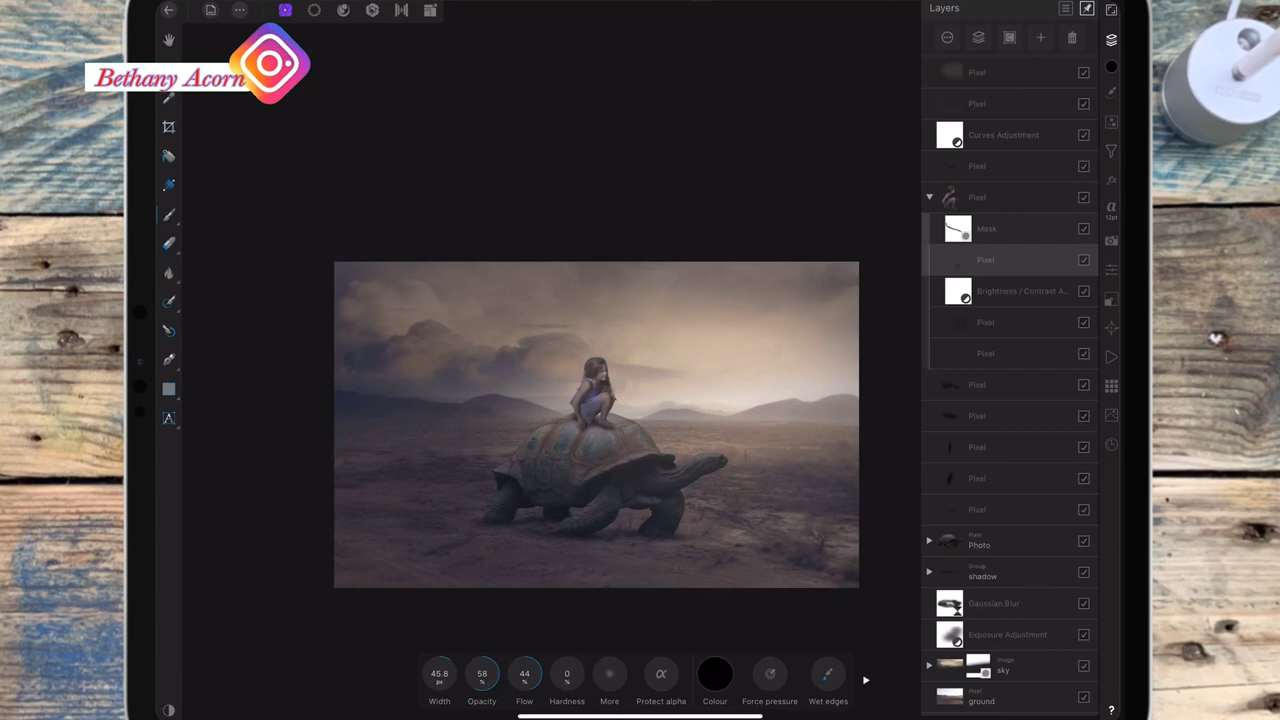 Layers
Bethany Acorn
Pixel
Pixel
Curves Adjustment
Pixel
Pixel
Mask
Pixel
Brightness / Contrast A...
Pixel
Pixel
Pixel
Pixel
Pixel
Pixel
Pixel
Pixel
Photo
Group
shadow
Gaussian Blur
Exposure Adjustment
Image
sky
Pixel
ground
a
12pt
fx
A
45.8
px
Width
58
%
Opacity
44
%
Flow
0
%
Hardness
More
α
Protect alpha
Colour
Force pressure
Wet edges
?